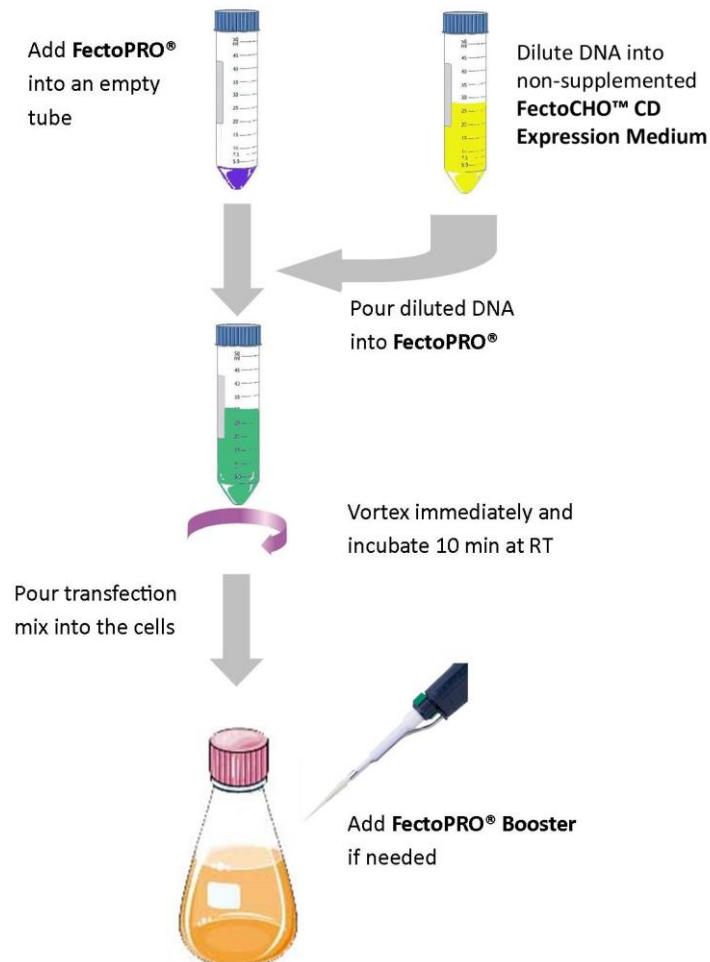 Add FectoPRO®
into an empty
tube
Dilute DNA into
non-supplemented
FectoCHO™ CD
Expression Medium
Pour diluted DNA
into FectoPRO®
Vortex immediately and
incubate 10 min at RT
Pour transfection
mix into the cells
Add FectoPRO® Booster
if needed